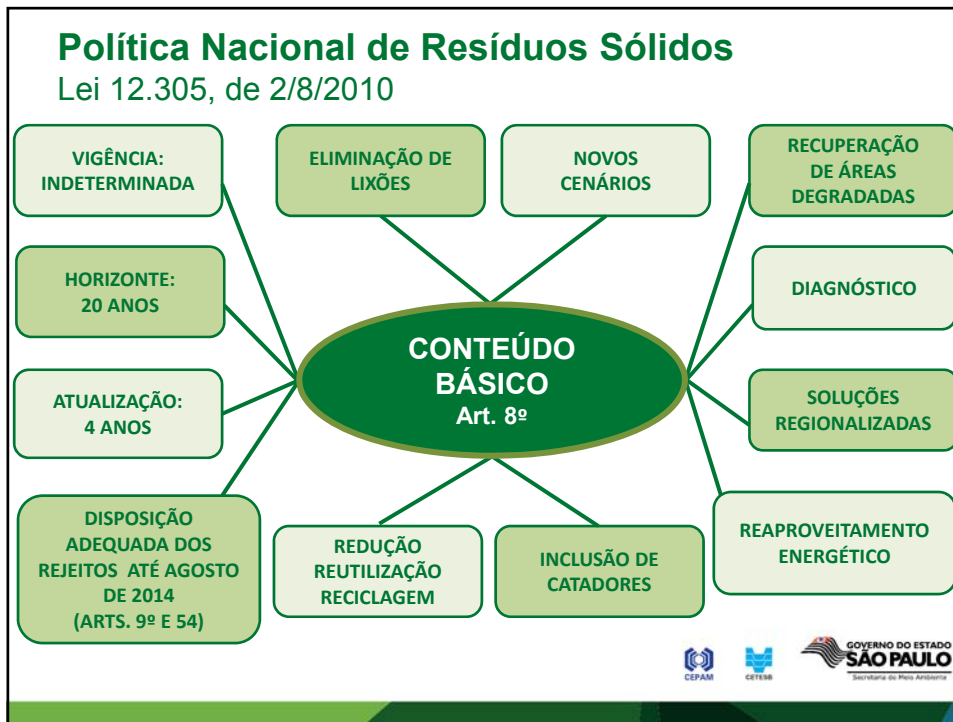 Política Nacional de Resíduos Sólidos
Lei 12.305, de 2/8/2010
VIGÊNCIA:
INDETERMINADA
ELIMINAÇÃO DE
LIXÕES
NOVOS
CENÁRIOS
RECUPERAÇÃO
DE ÁREAS
DEGRADADAS
HORIZONTE:
20 ANOS
DIAGNÓSTICO
CONTEÚDO
BÁSICO
Art. 8º
ATUALIZAÇÃO:
4 ANOS
SOLUÇÕES
REGIONALIZADAS
DISPOSIÇÃO
ADEQUADA DOS
REJEITOS ATÉ AGOSTO
DE 2014
(ARTS. 9º E 54)
REDUÇÃO
REUTILIZAÇÃO
RECICLAGEM
INCLUSÃO DE
CATADORES
REAPROVEITAMENTO
ENERGÉTICO
CEPAM
CETESB
GOVERNO DO ESTADO
SÃO PAULO
Secretaria do Meio Ambiente